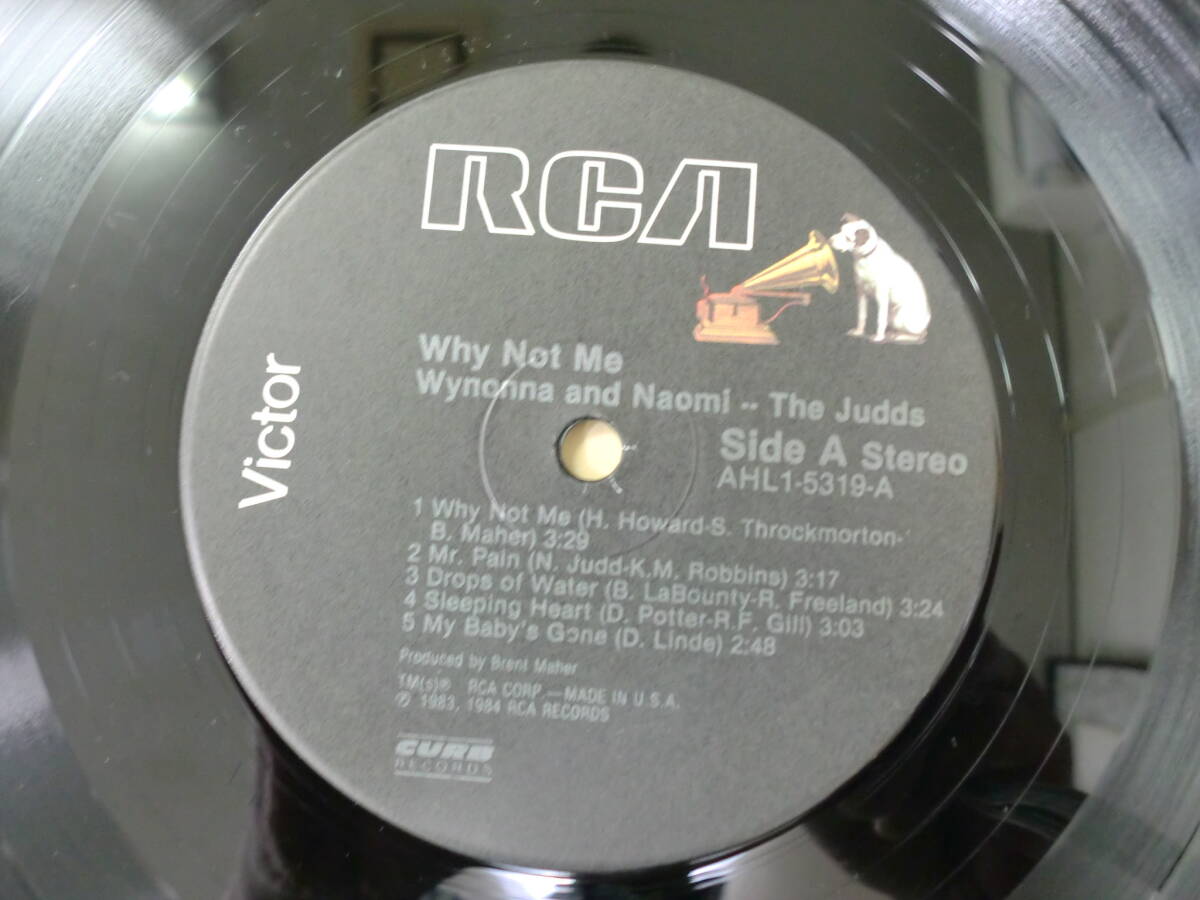 RCA
Victor
Why Not Me
Wynonna and Naomi -- The Judds
Side A Stereo
AHL1-5319-A
1 Why Not Me (H. Howard-S. Throckmorton-
B. Maher) 3:29
2 Mr. Pain (N. Judd-K.M. Robbins) 3:17
3 Drops of Water (B. LaBounty-R. Freeland) 3:24
4 Sleeping Heart (D. Potter-R.F. Gill) 3:03
5 My Baby's Gone (D. Linde) 2:48
Produced by Brent Maher
TM(s)® RCA CORP.—MADE IN U.S.A.
℗ 1983, 1984 RCA RECORDS
CURB
RECORDS